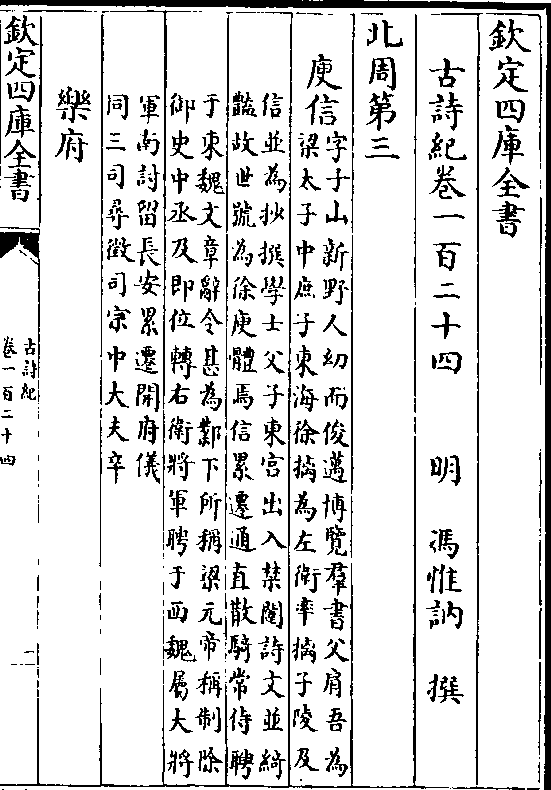 欽定四庫全書
古詩紀卷一百二十四 明 馮惟訥 撰
北周第三
庾信
字子山新野人幼而俊邁博覽羣書父肩吾為
梁太子中庶子東海徐摛為左衛率摛子陵及
信並為抄撰學士父子東宫出入禁闥詩文並綺
豔故世號為徐庾體焉信累遷通直散騎常侍聘
于東魏文章辭令甚為鄴下所稱梁元帝稱制除
御史中丞及即位轉右衛將軍聘于西魏屬大將
軍南討留長安累遷開府儀
同三司尋徵司宗中大夫卒
樂府
欽定四庫全書
古詩紀
卷一百二十四
一